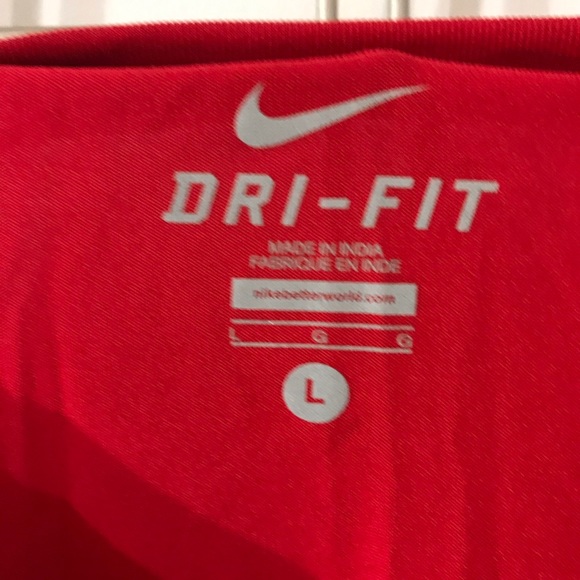 DRI-FIT
MADE IN INDIA
FABRIQUE EN INDE
nikebetterworld.com
L G G
L